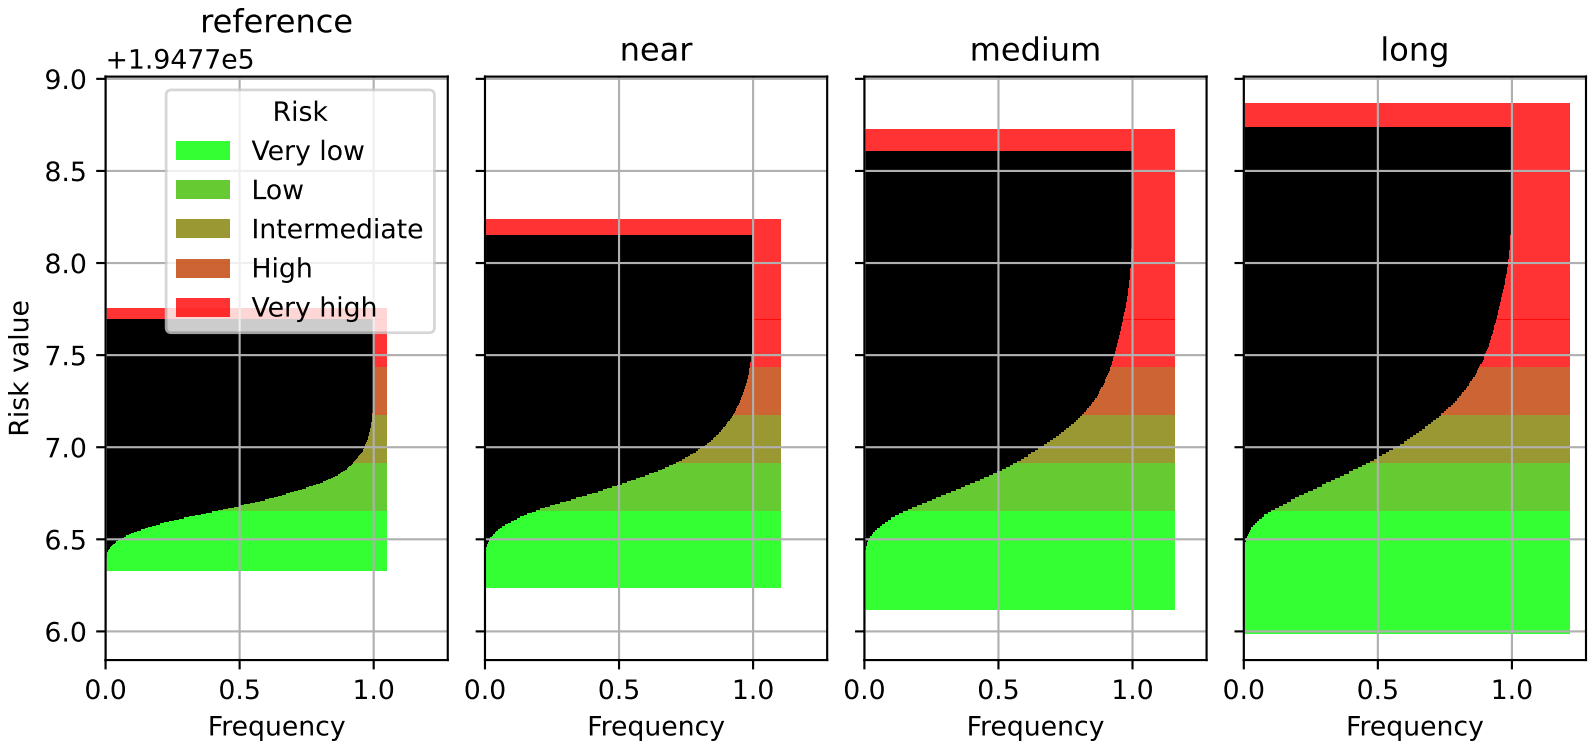 reference
near
medium
long
+1.9477e5
9.0
8.5
8.0
7.5
7.0
6.5
6.0
Risk value
Risk
Very low
Low
Intermediate
High
Very high
0.0 0.5 1.0
0.0 0.5 1.0
0.0 0.5 1.0
0.0 0.5 1.0
Frequency
Frequency
Frequency
Frequency